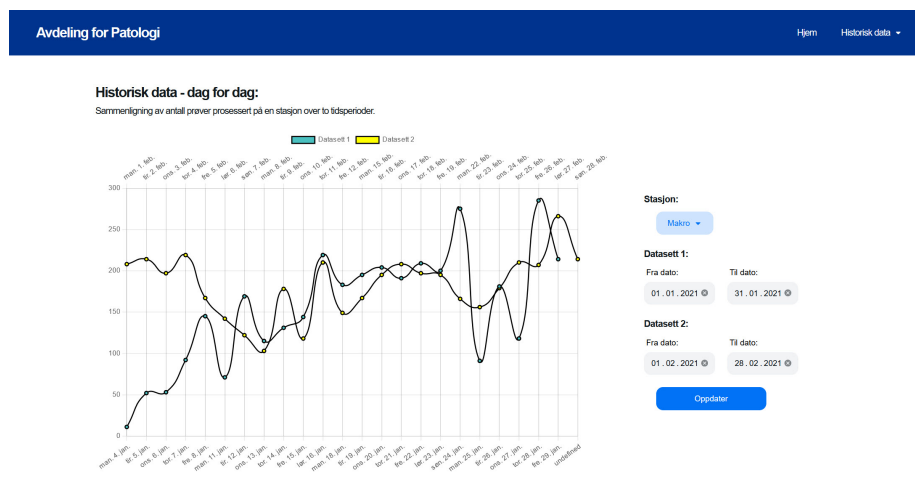 Avdeling for Patologi
Hjem
Historisk data
Historisk data - dag for dag:
Sammenligning av antall prøver prosessert på en stasjon over to tidsperioder.
Datasett 1
Datasett 2
man. 1. feb.
tir. 2. feb.
ons. 3. feb.
tor. 4. feb.
fre. 5. feb.
lør. 6. feb.
søn. 7. feb.
man. 8. feb.
tir. 9. feb.
ons. 10. feb.
tor. 11. feb.
fre. 12. feb.
man. 15. feb.
tir. 16. feb.
ons. 17. feb.
tor. 18. feb.
fre. 19. feb.
man. 22. feb.
tir. 23. feb.
ons. 24. feb.
tor. 25. feb.
fre. 26. feb.
lør. 27. feb.
søn. 28. feb.
300
250
200
150
100
50
0
man. 4. jan.
tir. 5. jan.
ons. 6. jan.
tor. 7. jan.
fre. 8. jan.
man. 11. jan.
tir. 12. jan.
ons. 13. jan.
tor. 14. jan.
fre. 15. jan.
lør. 16. jan.
man. 18. jan.
tir. 19. jan.
ons. 20. jan.
tor. 21. jan.
fre. 22. jan.
lør. 23. jan.
søn. 24. jan.
man. 25. jan.
tir. 26. jan.
ons. 27. jan.
tor. 28. jan.
fre. 29. jan.
undefined
Stasjon:
Makro
Datasett 1:
Fra dato: Til dato:
01.01.2021 31.01.2021
Datasett 2:
Fra dato: Til dato:
01.02.2021 28.02.2021
Oppdater